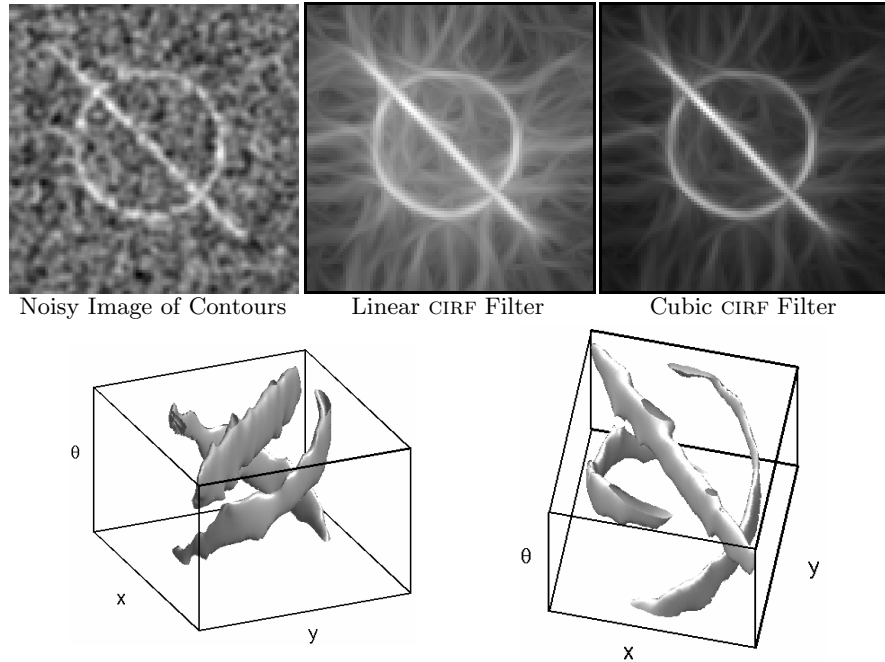 Noisy Image of Contours
Linear CIRF Filter
Cubic CIRF Filter
θ
x
y
θ
x
y